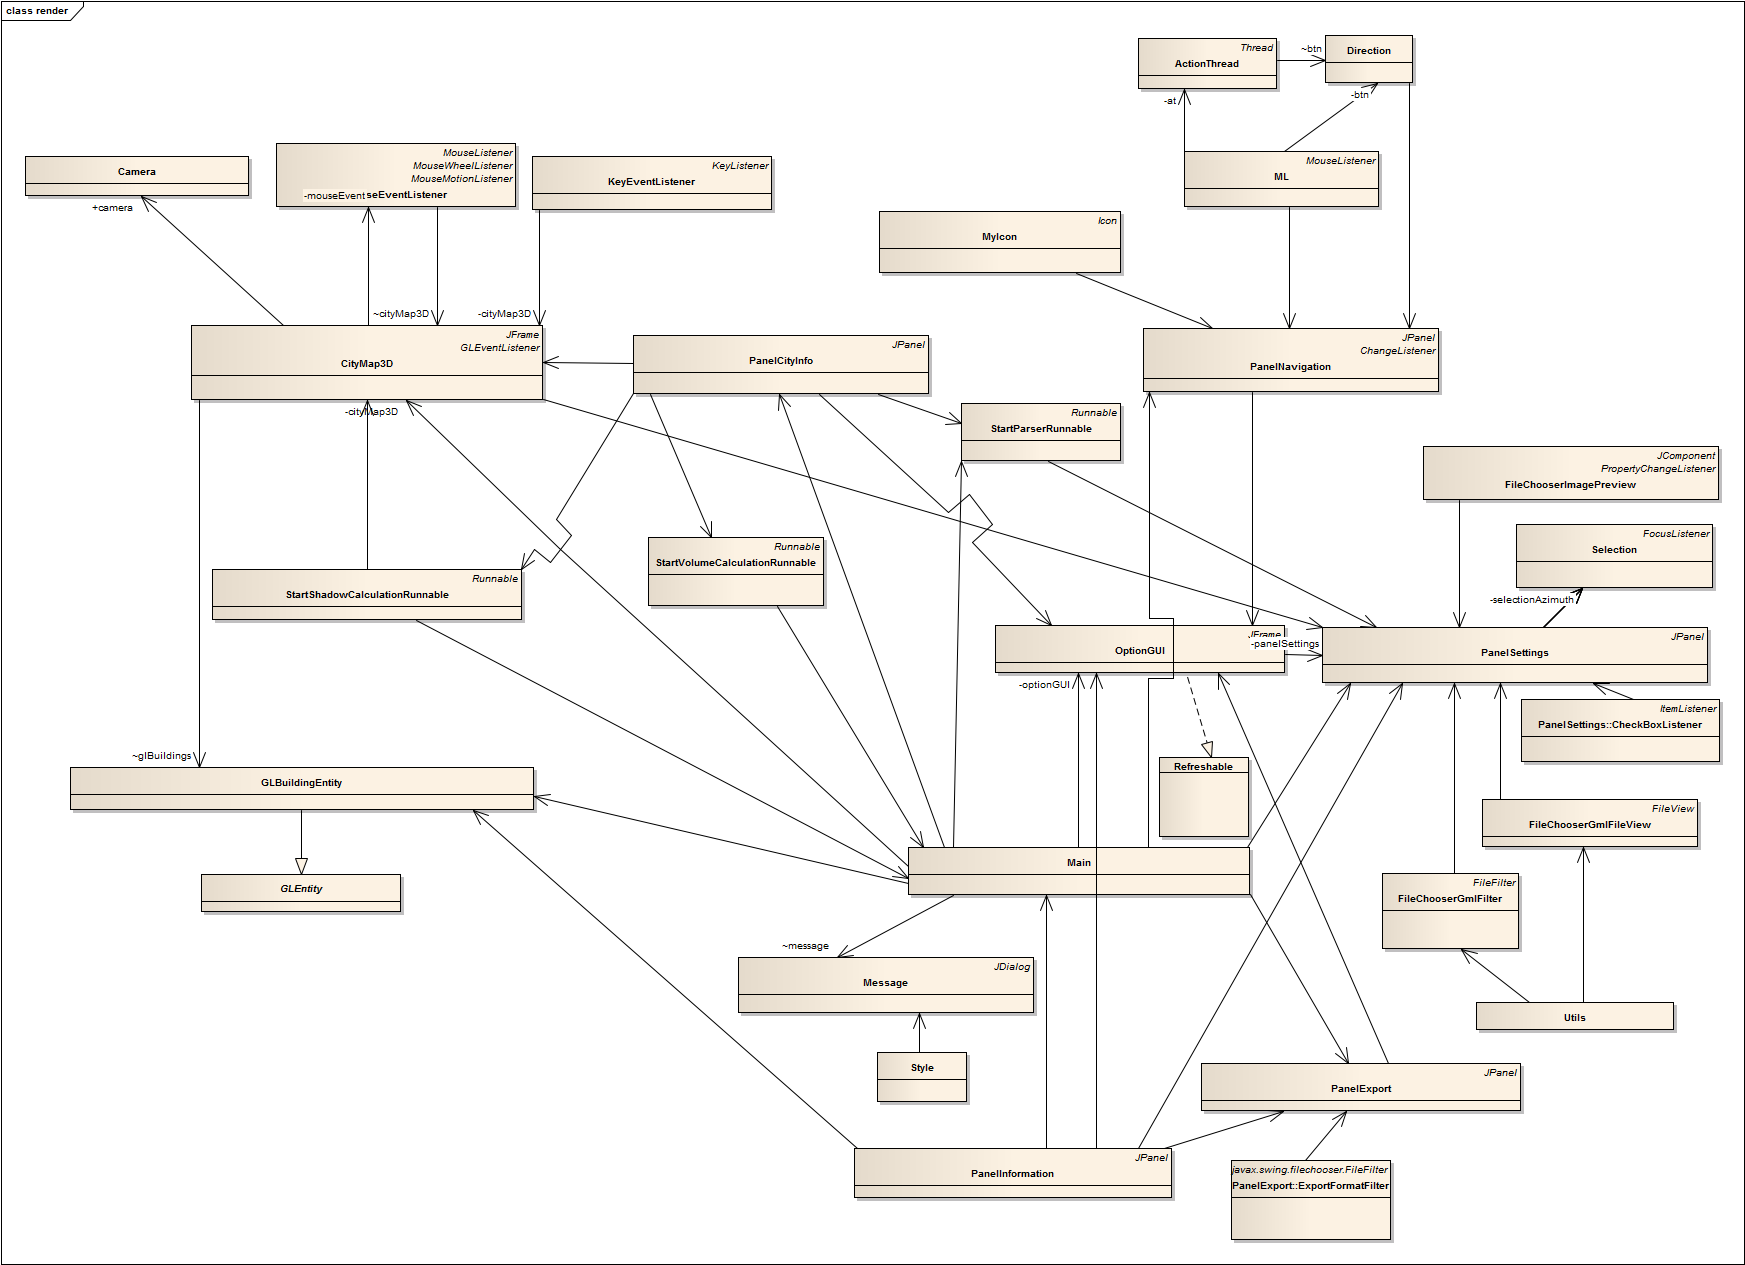 class render
Thread
ActionThread
~btn
Direction
-at
-btn
MouseListener
ML
Camera
+camera
MouseListener
MouseWheelListener
MouseMotionListener
-mouseEvent
seEventListener
KeyListener
KeyEventListener
Icon
MyIcon
~cityMap3D
-cityMap3D
JFrame
GLEventListener
CityMap3D
-cityMap3D
JPanel
PanelCityInfo
JPanel
ChangeListener
PanelNavigation
Runnable
StartParserRunnable
JComponent
PropertyChangeListener
FileChooserImagePreview
FocusListener
Selection
-selectionAzimuth
Runnable
StartVolumeCalculationRunnable
Runnable
StartShadowCalculationRunnable
JFrame
OptionGUI
-panelSettings
-optionGUI
JPanel
PanelSettings
ItemListener
PanelSettings::CheckBoxListener
~glBuildings
GLBuildingEntity
Refreshable
FileView
FileChooserGmlFileView
GLEntity
Main
FileFilter
FileChooserGmlFilter
~message
JDialog
Message
Utils
Style
JPanel
PanelExport
JPanel
PanelInformation
javax.swing.filechooser.FileFilter
PanelExport::ExportFormatFilter